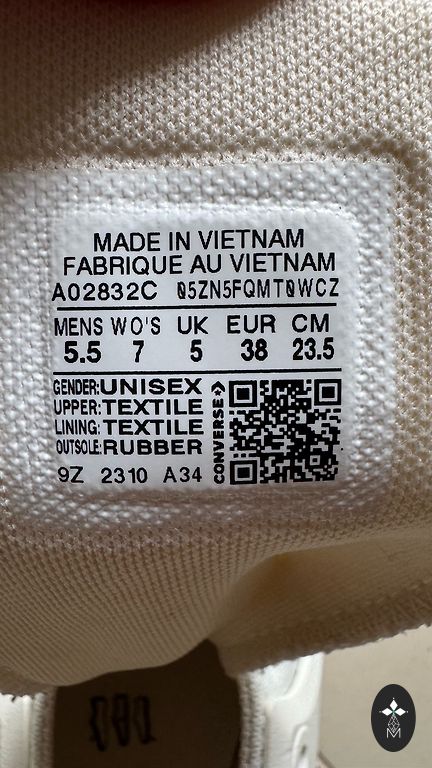 MADE IN VIETNAM
FABRIQUE AU VIETNAM
A02832C 05ZN5FQMT0WCZ
MENS WO'S UK EUR CM
5.5 7 5 38 23.5
GENDER: UNISEX
UPPER: TEXTILE
LINING: TEXTILE
OUTSOLE: RUBBER
CONVERSE
9Z 2310 A34
M